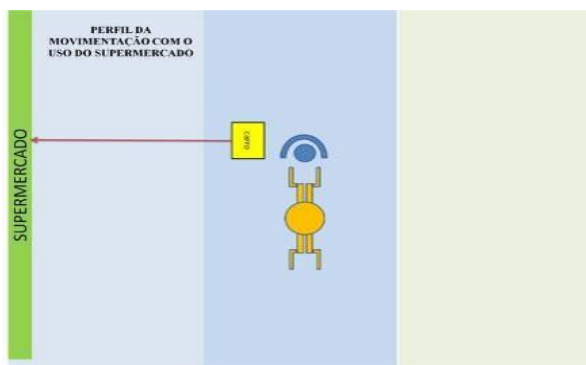 PERFIL DA
MOVIMENTAÇÃO COM O
USO DO SUPERMERCADO
SUPERMERCADO